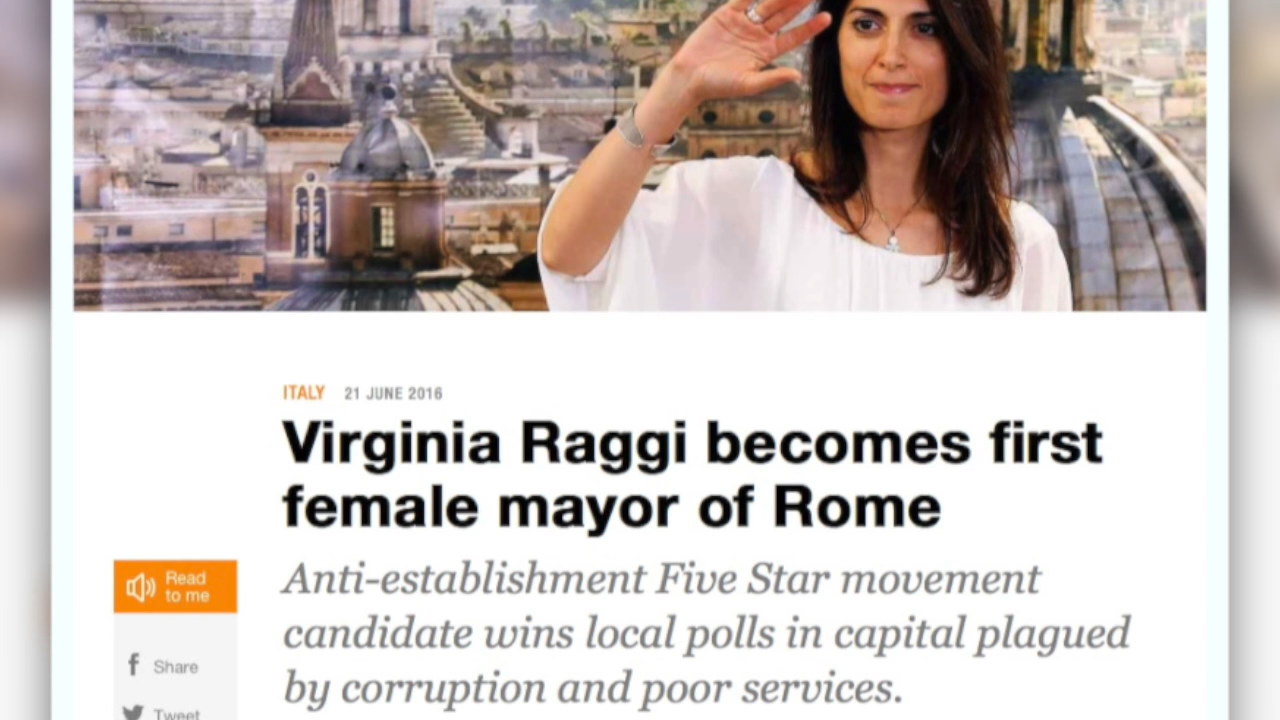 ITALY 21 JUNE 2016
Virginia Raggi becomes first
female mayor of Rome
Anti-establishment Five Star movement
candidate wins local polls in capital plagued
by corruption and poor services.
Read
to me
Share
Tweet